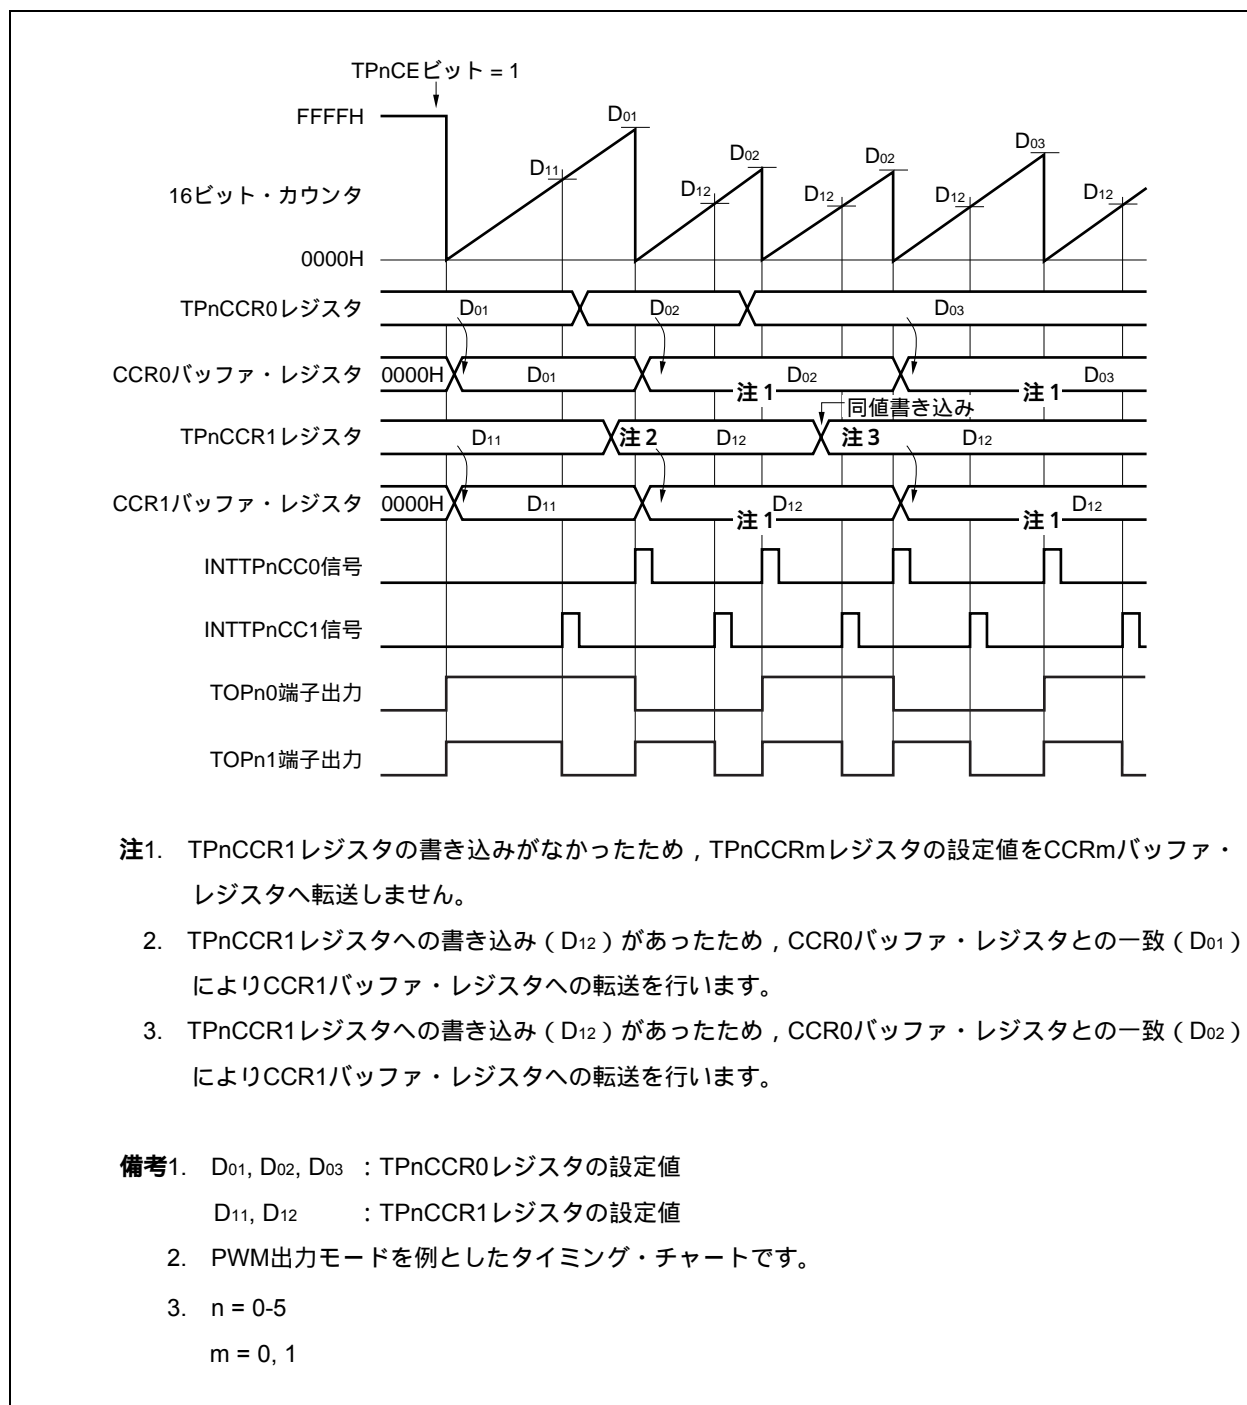 TPnCEビット = 1
FFFFH
D01
D11
D02
D12
D02
D12
D03
D12
D12
16ビット・カウンタ
0000H
TPnCCR0レジスタ
D01
D02
D03
CCR0バッファ・レジスタ
0000H
D01
注1
D02
注1
D03
同値書き込み
TPnCCR1レジスタ
D11
注2
D12
注3
D12
CCR1バッファ・レジスタ
0000H
D11
注1
D12
注1
D12
INTTPnCC0信号
INTTPnCC1信号
TOPn0端子出力
TOPn1端子出力
注1. TPnCCR1レジスタの書き込みがなかったため，TPnCCRmレジスタの設定値をCCRmバッファ・
レジスタへ転送しません。
2. TPnCCR1レジスタへの書き込み（D12）があったため，CCR0バッファ・レジスタとの一致（D01）
によりCCR1バッファ・レジスタへの転送を行います。
3. TPnCCR1レジスタへの書き込み（D12）があったため，CCR0バッファ・レジスタとの一致（D02）
によりCCR1バッファ・レジスタへの転送を行います。
備考1. D01, D02, D03 ：TPnCCR0レジスタの設定値
D11, D12 ：TPnCCR1レジスタの設定値
2. PWM出力モードを例としたタイミング・チャートです。
3. n = 0-5
m = 0, 1